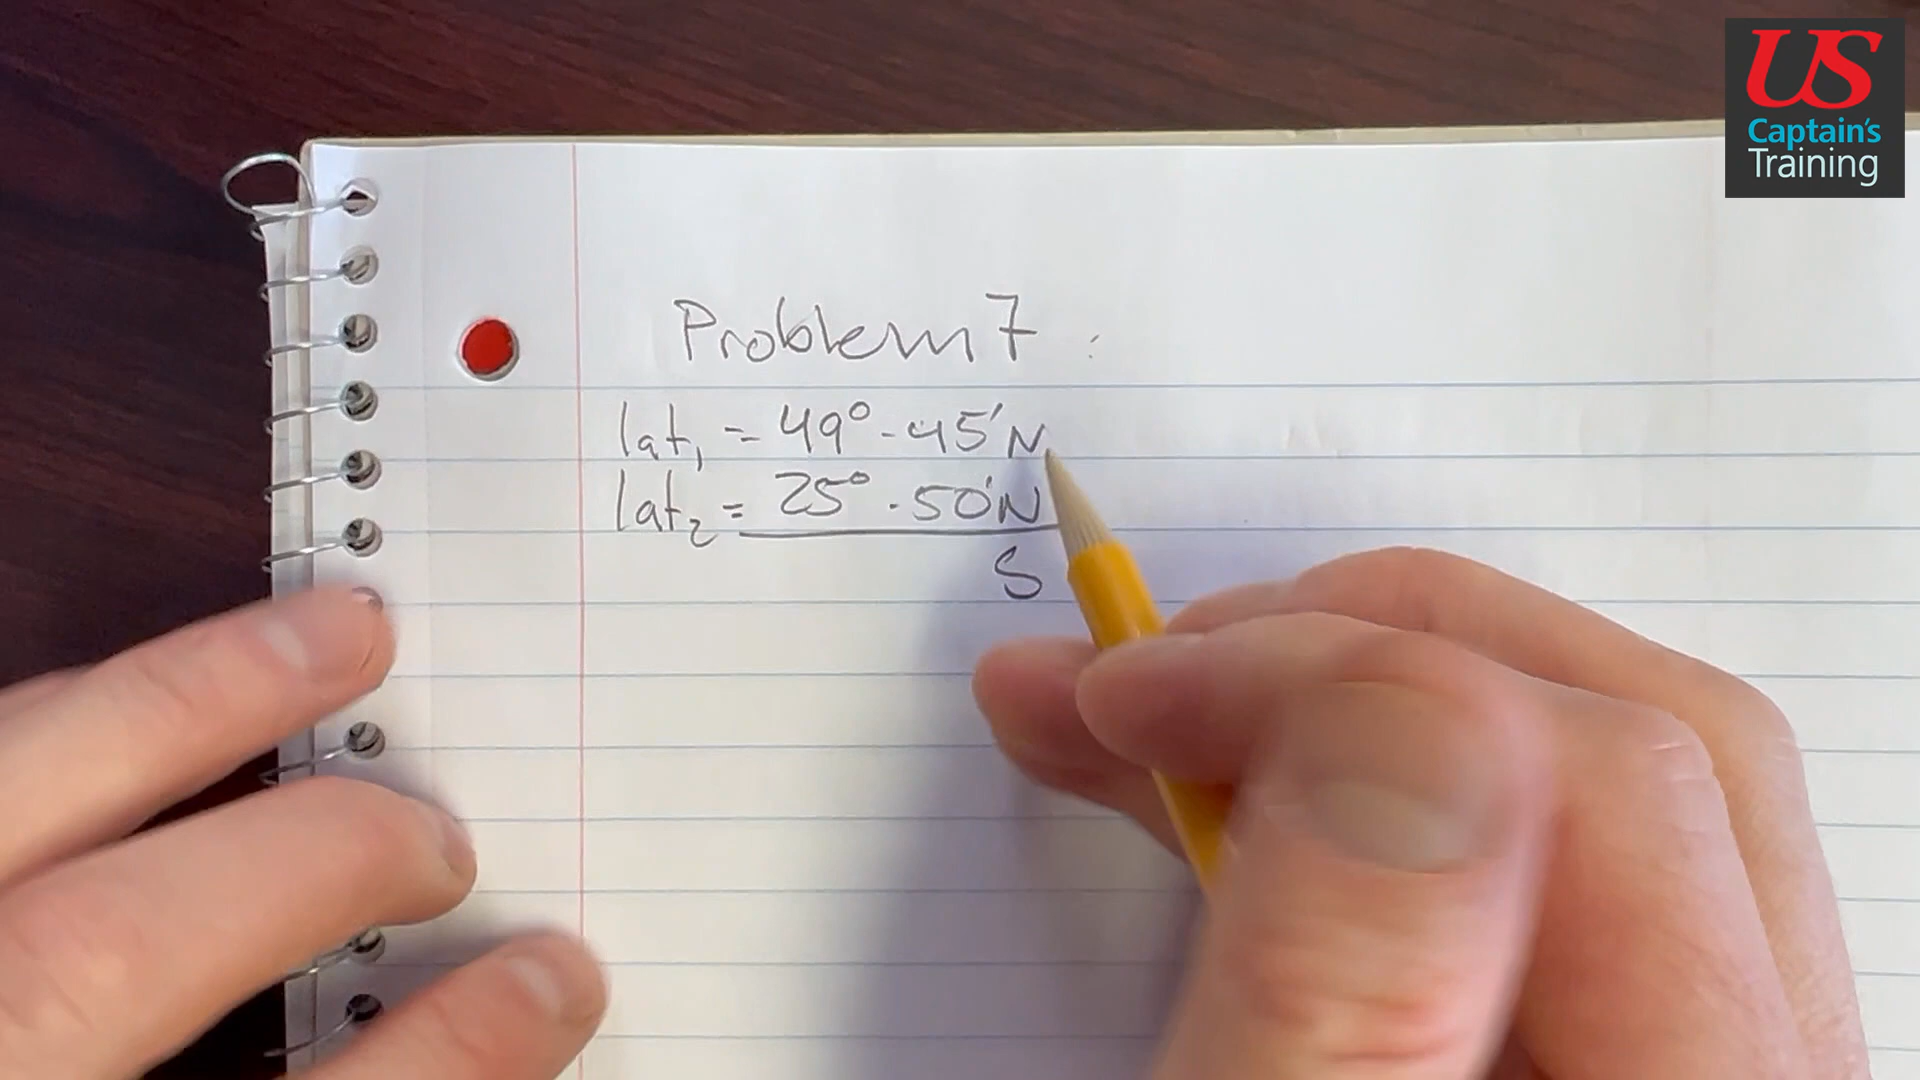 US
Captain's
Training
Problem 7 :
lat₁ = 49° - 45' N
lat₂ = 25° - 50' N
S